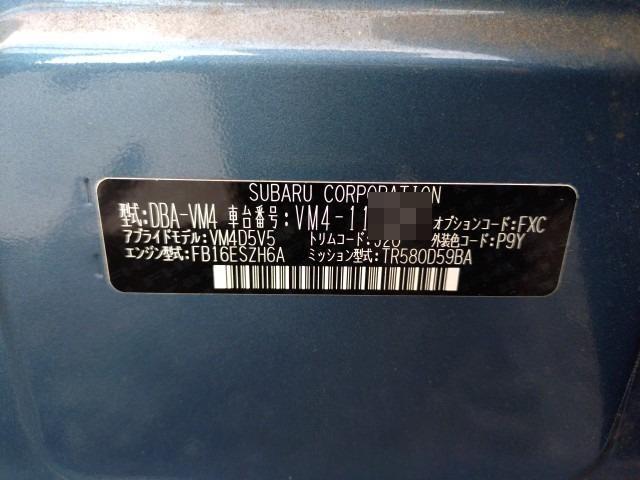 SUBARU CORPORATION
型式:DBA-VM4 車台番号:VM4-11 オプションコード:FXC
アプライドモデル:VM4D5V5 トリムコード:J20 外装色コード:P9Y
エンジン型式:FB16ESZH6A ミッション型式:TR580D59BA